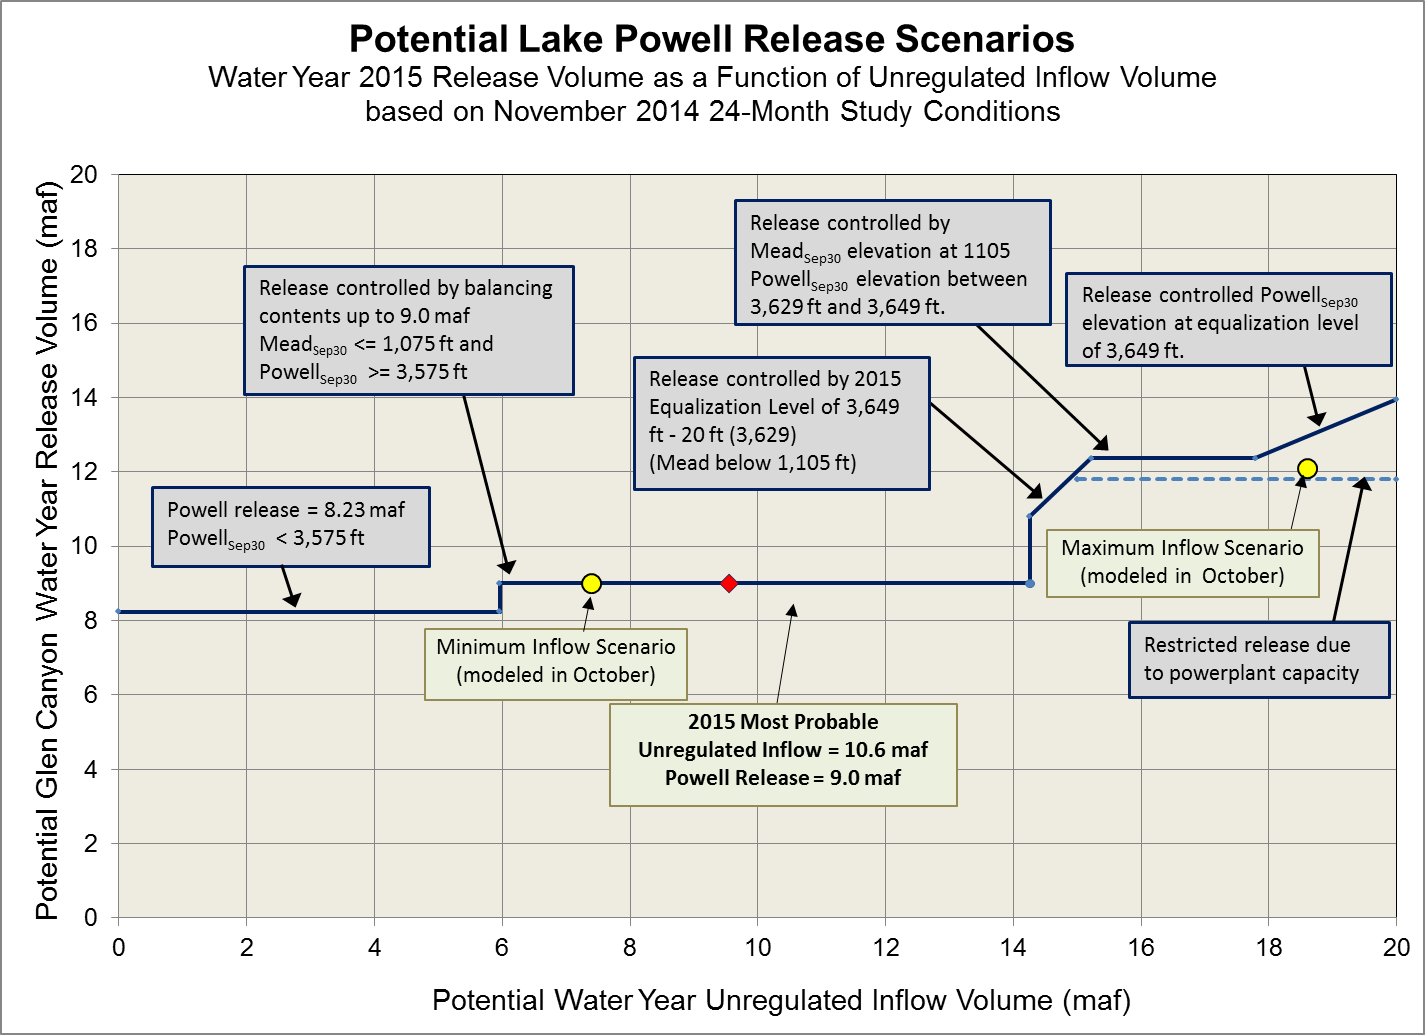 Potential Lake Powell Release Scenarios
Water Year 2015 Release Volume as a Function of Unregulated Inflow Volume
based on November 2014 24-Month Study Conditions
Potential Glen Canyon Water Year Release Volume (maf)
20
18
16
14
12
10
8
6
4
2
0
Release controlled by balancing
contents up to 9.0 maf
MeadSep30 <= 1,075 ft and
PowellSep30 >= 3,575 ft
Powell release = 8.23 maf
PowellSep30 < 3,575 ft
Release controlled by
MeadSep30 elevation at 1105
PowellSep30 elevation between
3,629 ft and 3,649 ft.
Release controlled PowellSep30
elevation at equalization level
of 3,649 ft.
Release controlled by 2015
Equalization Level of 3,649
ft - 20 ft (3,629)
(Mead below 1,105 ft)
Minimum Inflow Scenario
(modeled in October)
2015 Most Probable
Unregulated Inflow = 10.6 maf
Powell Release = 9.0 maf
Maximum Inflow Scenario
(modeled in October)
Restricted release due
to powerplant capacity
0 2 4 6 8 10 12 14 16 18 20
Potential Water Year Unregulated Inflow Volume (maf)